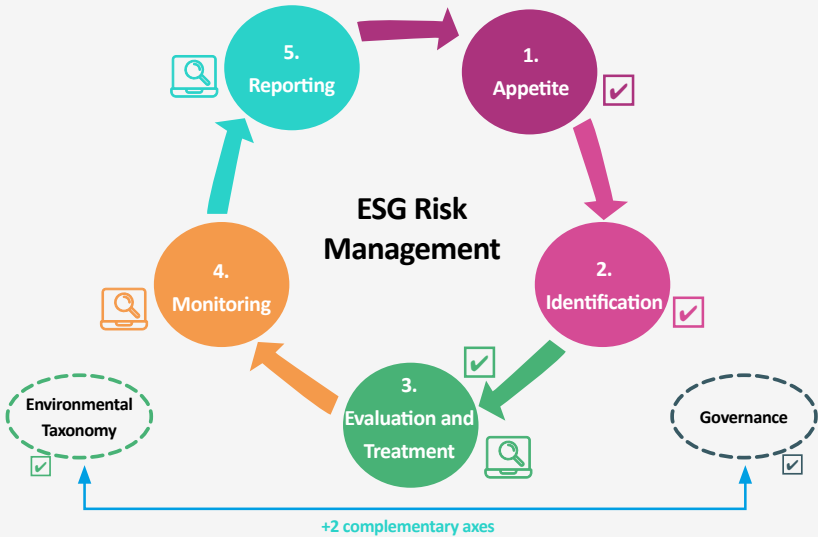 5.
Reporting
1.
Appetite
ESG Risk
Management
4.
Monitoring
2.
Identification
3.
Evaluation and
Treatment
Environmental
Taxonomy
Governance
+2 complementary axes